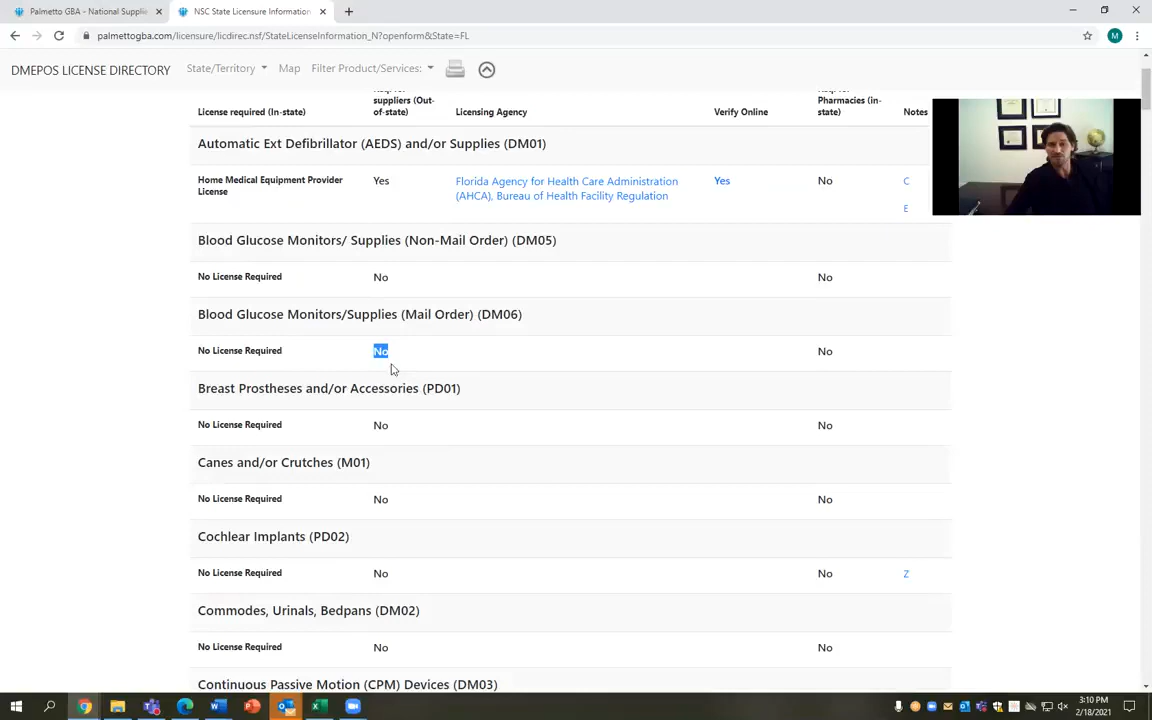 Palmetto GBA - National Supplie
NSC State Licensure Information
palmettogba.com/licensure/licdirec.nsf/StateLicenseInformation_N?openform&State=FL
M
DMEPOS LICENSE DIRECTORY
State/Territory
Map
Filter Product/Services:
License required (In-state)
suppliers (Out-of-state)
Licensing Agency
Verify Online
Pharmacies (in-state)
Notes
Automatic Ext Defibrillator (AEDS) and/or Supplies (DM01)
Home Medical Equipment Provider License
Yes
Florida Agency for Health Care Administration
(AHCA), Bureau of Health Facility Regulation
Yes
No
C
E
Blood Glucose Monitors/ Supplies (Non-Mail Order) (DM05)
No License Required
No
No
Blood Glucose Monitors/Supplies (Mail Order) (DM06)
No License Required
No
No
Breast Prostheses and/or Accessories (PD01)
No License Required
No
No
Canes and/or Crutches (M01)
No License Required
No
No
Cochlear Implants (PD02)
No License Required
No
No
Z
Commodes, Urinals, Bedpans (DM02)
No License Required
No
No
Continuous Passive Motion (CPM) Devices (DM03)
3:10 PM
2/18/2021